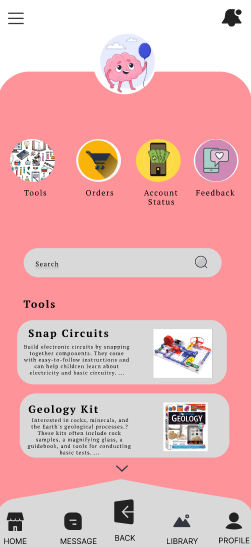 Tools
Orders
Account
Status
Feedback
Search
Tools
Snap Circuits
Build electronic circuits by snapping
together components. They come
with easy-to-follow instructions and
can help children learn about
electricity and basic circuitry. ...
Geology Kit
Interested in rocks, minerals, and
the Earth's geological processes.?
These kits often include rock
samples, a magnifying glass, a
guidebook, and tools for conducting
basic tests. ...
GEOLOGY
HOME
MESSAGE
BACK
LIBRARY
PROFILE